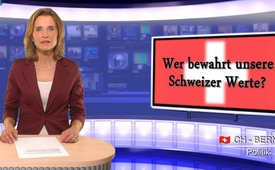 Wer bewahrt unsere
Schweizer Werte?
CH - BERN
Politik